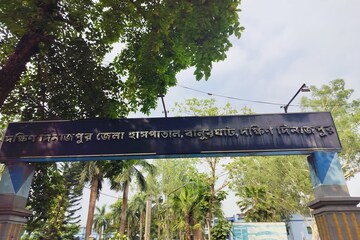 দক্ষিণ দিনাজপুর জেলা হাসপাতাল, বালুরঘাট, দক্ষিণ দিনাজপুর